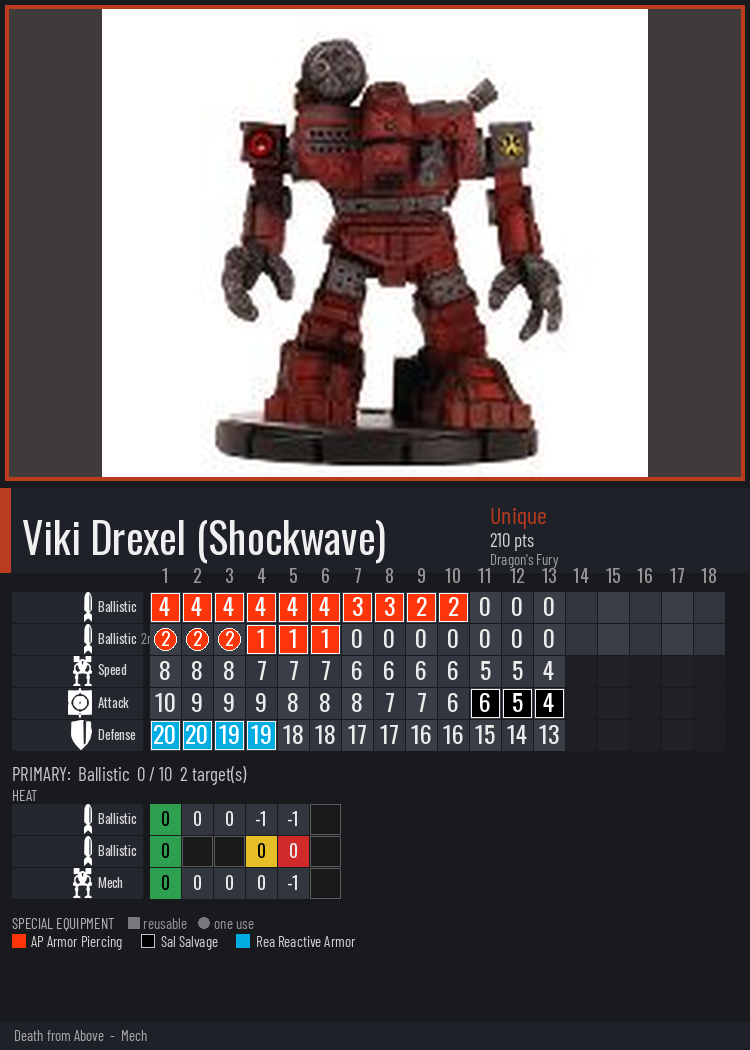 Viki Drexel (Shockwave)
Unique
210 pts
Dragon's Fury
1 2 3 4 5 6 7 8 9 10 11 12 13 14 15 16 17 18
Ballistic 4 4 4 4 4 4 3 3 2 2 0 0 0
Ballistic 2n 2 2 2 1 1 1 0 0 0 0 0 0 0
Speed 8 8 8 7 7 7 6 6 6 6 5 5 4
Attack 10 9 9 9 8 8 8 7 7 6 6 5 4
Defense 20 20 19 19 18 18 17 17 16 16 15 14 13
PRIMARY: Ballistic 0 / 10 2 target(s)
HEAT
Ballistic 0 0 0 -1 -1
Ballistic 0 0 0
Mech 0 0 0 0 -1
SPECIAL EQUIPMENT reusable one use
AP Armor Piercing Sal Salvage Rea Reactive Armor
Death from Above - Mech